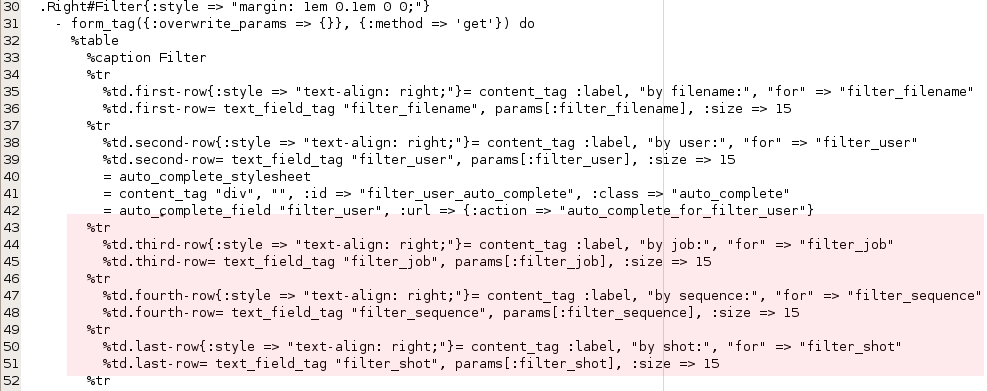 30 .Right#Filter{:style => "margin: 1em 0.1em 0 0;"}
31 - form_tag({:overwrite_params => {}}, {:method => 'get'}) do
32 %table
33 %caption Filter
34 %tr
35 %td.first-row{:style => "text-align: right;"}= content_tag :label, "by filename:", "for" => "filter_filename"
36 %td.first-row= text_field_tag "filter_filename", params[:filter_filename], :size => 15
37 %tr
38 %td.second-row{:style => "text-align: right;"}= content_tag :label, "by user:", "for" => "filter_user"
39 %td.second-row= text_field_tag "filter_user", params[:filter_user], :size => 15
40 = auto_complete_stylesheet
41 = content_tag "div", "", :id => "filter_user_auto_complete", :class => "auto_complete"
42 = auto_complete_field "filter_user", :url => {:action => "auto_complete_for_filter_user"}
43 %tr
44 %td.third-row{:style => "text-align: right;"}= content_tag :label, "by job:", "for" => "filter_job"
45 %td.third-row= text_field_tag "filter_job", params[:filter_job], :size => 15
46 %tr
47 %td.fourth-row{:style => "text-align: right;"}= content_tag :label, "by sequence:", "for" => "filter_sequence"
48 %td.fourth-row= text_field_tag "filter_sequence", params[:filter_sequence], :size => 15
49 %tr
50 %td.last-row{:style => "text-align: right;"}= content_tag :label, "by shot:", "for" => "filter_shot"
51 %td.last-row= text_field_tag "filter_shot", params[:filter_shot], :size => 15
52 %tr